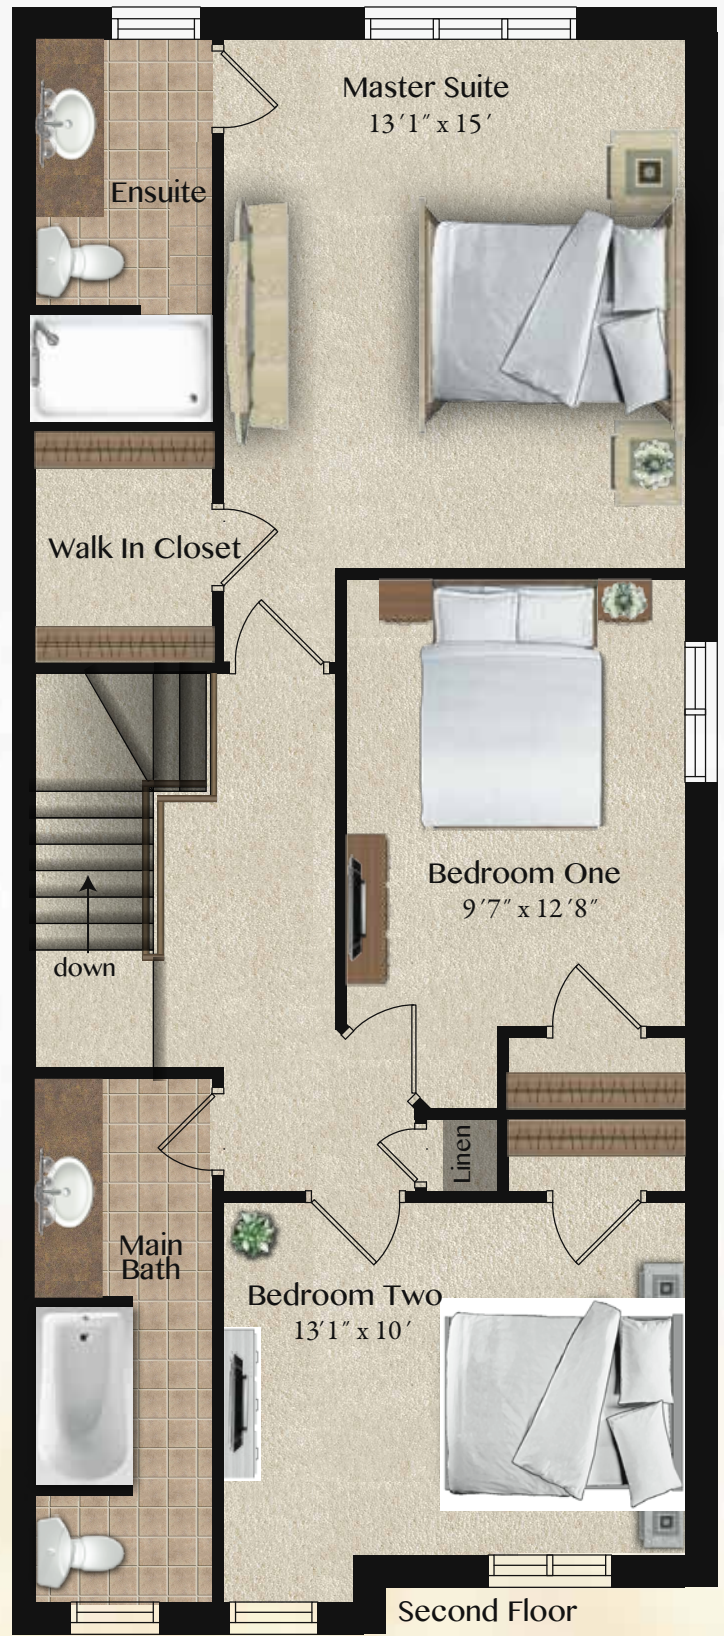 Master Suite
13'1" x 15'
Ensuite
Walk In Closet
Bedroom One
9'7" x 12'8"
down
Linen
Main
Bath
Bedroom Two
13'1" x 10'
Second Floor